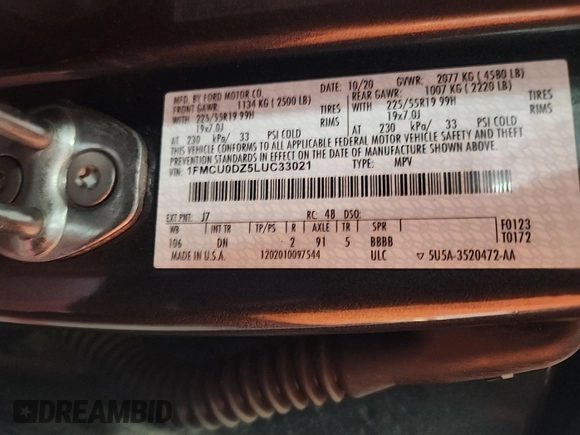 MFD. BY FORD MOTOR CO.
DATE: 10/20 GVWR: 2077 KG ( 4580 LB)
FRONT GAWR: 1134 KG ( 2500 LB) REAR GAWR: 1007 KG ( 2220 LB)
WITH 225/55R19 99H TIRES WITH 225/55R19 99H TIRES
19x7.0J RIMS 19x7.0J RIMS
AT 230 kPa/ 33 PSI COLD AT 230 kPa/ 33 PSI COLD
THIS VEHICLE CONFORMS TO ALL APPLICABLE FEDERAL MOTOR VEHICLE SAFETY AND THEFT
PREVENTION STANDARDS IN EFFECT ON THE DATE OF MANUFACTURE SHOWN ABOVE.
VIN: 1FMCU0DZ5LUC33021 TYPE: MPV
EXT PNT: J7 RC: 48 DSO:
WB INT TR TP/PS R AXLE TR SPR F0123
106 DN 2 91 5 BBBB T0172
MADE IN U.S.A. 1202010097544 ULC ▽ 5U5A-3520472-AA
DREAMBID